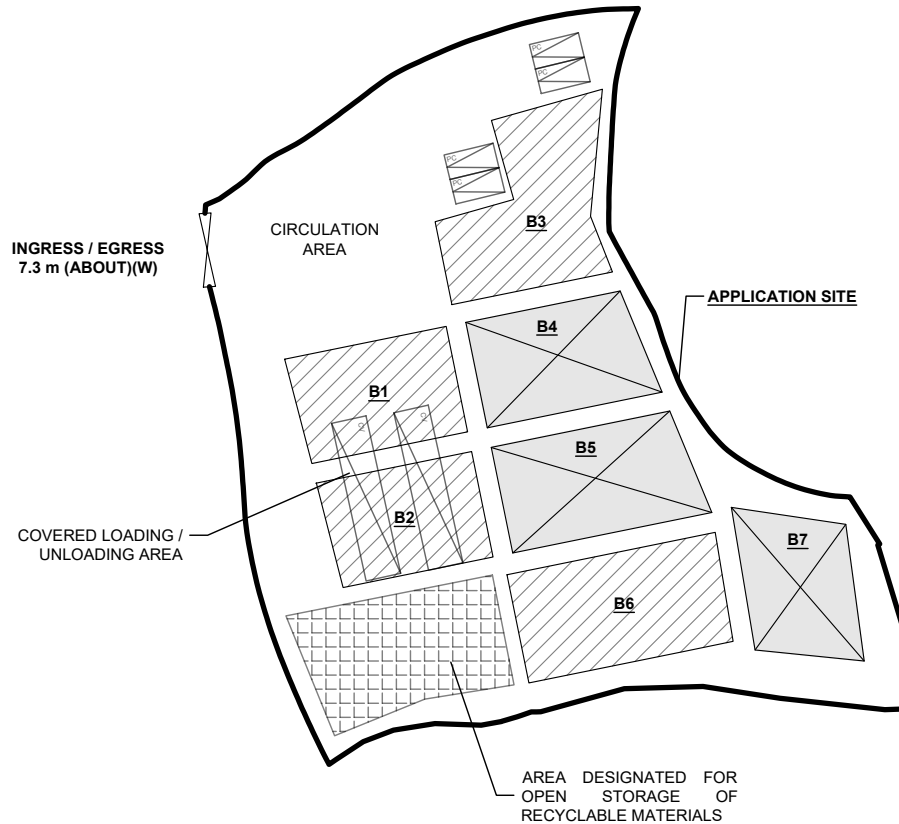 PC
PC
PC
PC
B3
CIRCULATION
AREA
INGRESS / EGRESS
7.3 m (ABOUT)(W)
APPLICATION SITE
B4
B1
B5
B2
COVERED LOADING /
UNLOADING AREA
B7
B6
AREA DESIGNATED FOR
OPEN STORAGE OF
RECYCLABLE MATERIALS